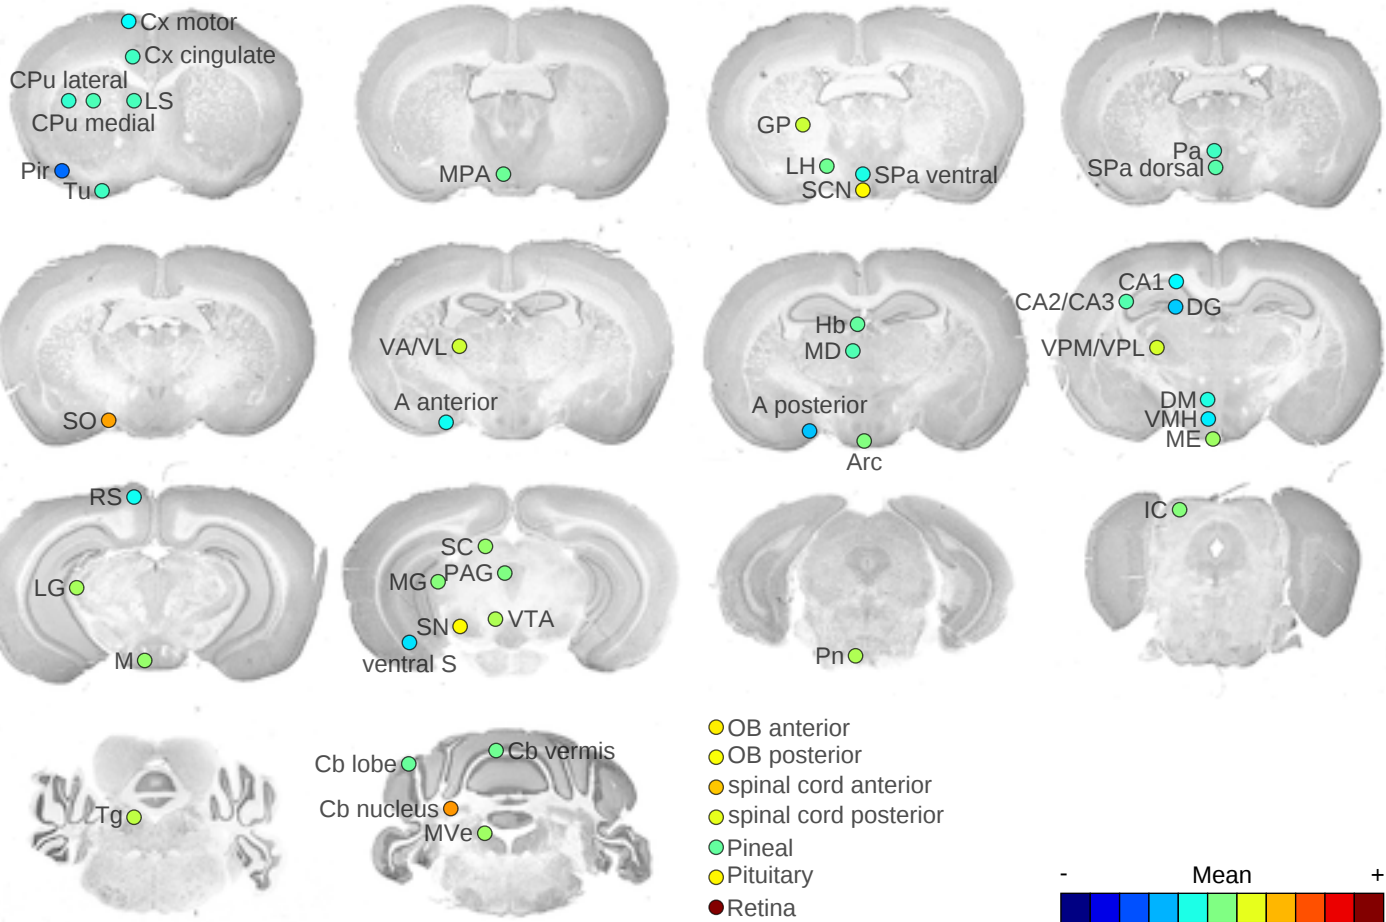 Cx motor
Cx cingulate
CPu lateral
LS
CPu medial
Pir
Tu
MPA
GP
LH
SPa ventral
SCN
Pa
SPa dorsal
SO
VA/VL
A anterior
Hb
MD
A posterior
Arc
CA1
CA2/CA3
DG
VPM/VPL
DM
VMH
ME
RS
LG
M
SC
MG
PAG
SN
VTA
ventral S
Pn
IC
Tg
Cb lobe
Cb vermis
Cb nucleus
MVe
OB anterior
OB posterior
spinal cord anterior
spinal cord posterior
Pineal
Pituitary
Retina
- Mean +